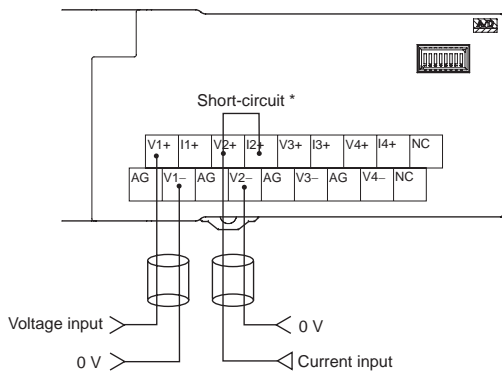 A/D
Short-circuit *
V1+ I1+ V2+ I2+ V3+ I3+ V4+ I4+ NC
AG V1− AG V2− AG V3− AG V4− NC
Voltage input
0 V
0 V
Current input